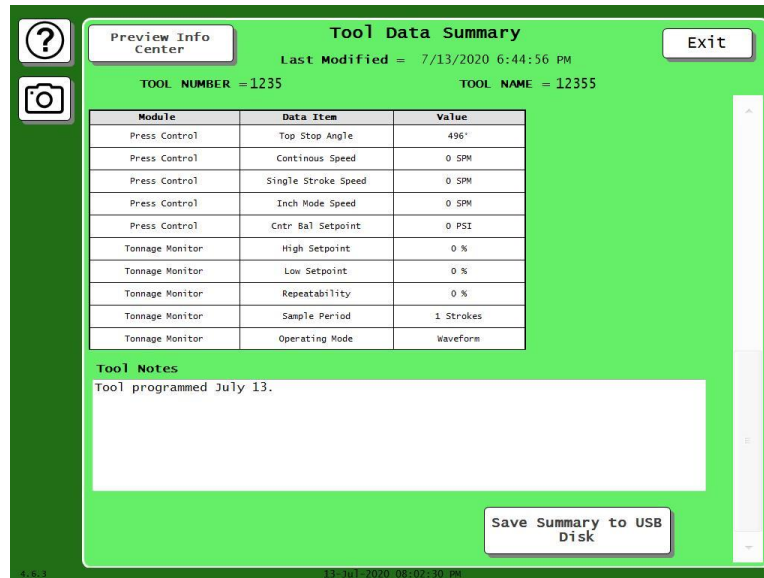 ?
Preview Info
Center
Tool Data Summary
Exit
Last Modified = 7/13/2020 6:44:56 PM
TOOL NUMBER =1235
TOOL NAME = 12355
Module Data Item Value
Press Control Top Stop Angle 496°
Press Control Continous Speed 0 SPM
Press Control Single Stroke Speed 0 SPM
Press Control Inch Mode Speed 0 SPM
Press Control Cntr Bal Setpoint 0 PSI
Tonnage Monitor High Setpoint 0 %
Tonnage Monitor Low Setpoint 0 %
Tonnage Monitor Repeatability 0 %
Tonnage Monitor Sample Period 1 Strokes
Tonnage Monitor Operating Mode Waveform
Tool Notes
Tool programmed July 13.
Save Summary to USB
Disk
4.6.3
13-Jul-2020 08:02:30 PM